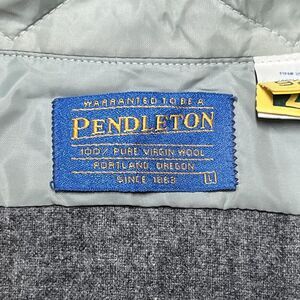 WARRANTED TO BE A
PENDLETON
100% PURE VIRGIN WOOL
PORTLAND, OREGON
SINCE 1863
L